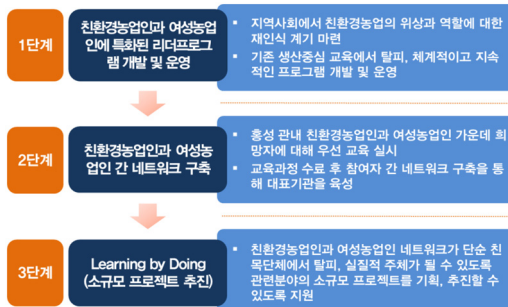 1단계
친환경농업인과 여성농업
인에 특화된 리더프로그
램 개발 및 운영
▪ 지역사회에서 친환경농업의 위상과 역할에 대한
재인식 계기 마련
▪ 기존 생산중심 교육에서 탈피, 체계적이고 지속
적인 프로그램 개발 및 운영
2단계
친환경농업인과 여성농
업인 간 네트워크 구축
▪ 홍성 관내 친환경농업인과 여성농업인 가운데 희
망자에 대해 우선 교육 실시
▪ 교육과정 수료 후 참여자 간 네트워크 구축을 통
해 대표기관을 육성
3단계
Learning by Doing
(소규모 프로젝트 추진)
▪ 친환경농업인과 여성농업인 네트워크가 단순 친
목단체에서 탈피, 실질적 주체가 될 수 있도록
관련분야의 소규모 프로젝트를 기획, 추진할 수
있도록 지원